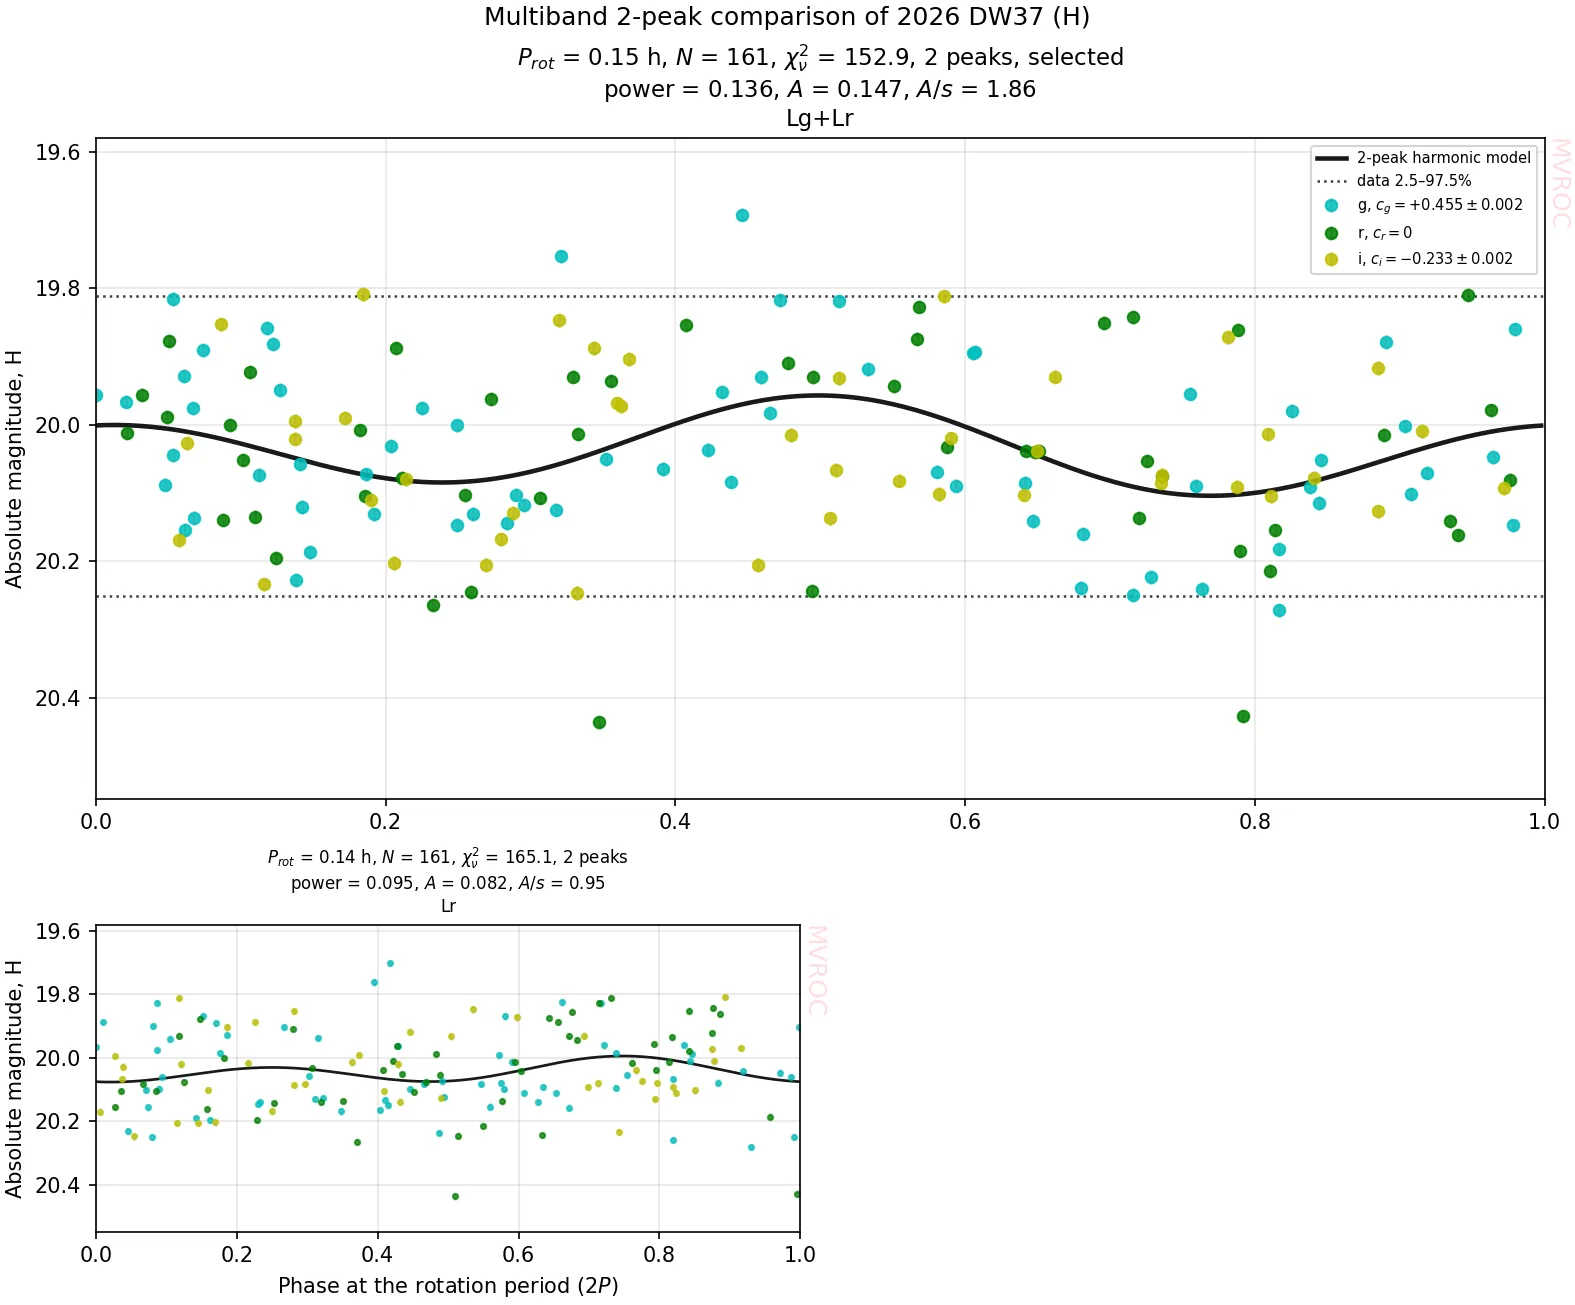 Multiband 2-peak comparison of 2026 DW37 (H)
P_rot = 0.15 h, N = 161, χ²_ν = 152.9, 2 peaks, selected
power = 0.136, A = 0.147, A/s = 1.86
Lg+Lr
2-peak harmonic model
data 2.5–97.5%
g, c_g = +0.455 ± 0.002
r, c_r = 0
i, c_i = −0.233 ± 0.002
MVROC
Absolute magnitude, H
19.6
19.8
20.0
20.2
20.4
0.0 0.2 0.4 0.6 0.8 1.0
P_rot = 0.14 h, N = 161, χ²_ν = 165.1, 2 peaks
power = 0.095, A = 0.082, A/s = 0.95
Lr
MVROC
Absolute magnitude, H
19.6
19.8
20.0
20.2
20.4
0.0 0.2 0.4 0.6 0.8 1.0
Phase at the rotation period (2P)